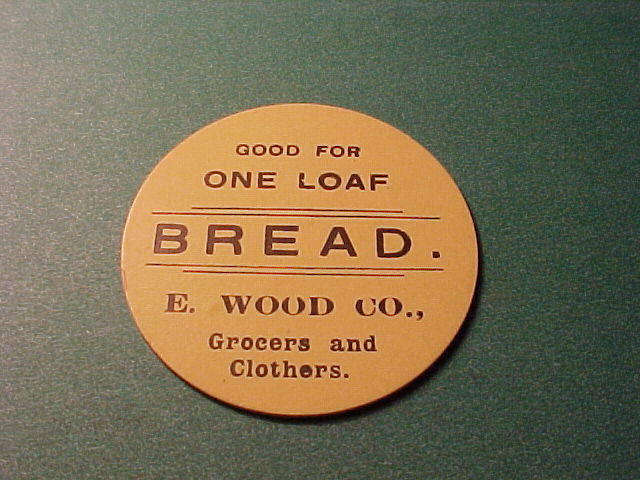 GOOD FOR
ONE LOAF
BREAD.
E. WOOD CO.,
Grocers and
Clothers.